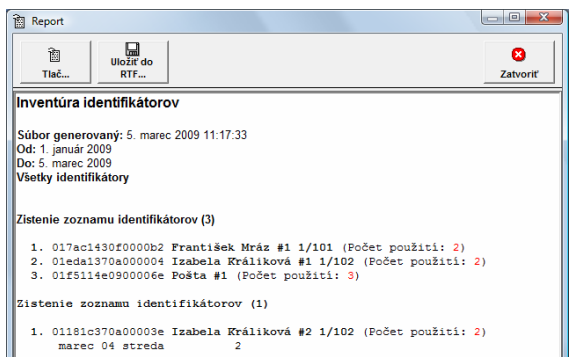 Report
Tlač...
Uložiť do
RTF...
Zatvoriť
Inventúra identifikátorov
Súbor generovaný: 5. marec 2009 11:17:33
Od: 1. január 2009
Do: 5. marec 2009
Všetky identifikátory
Zistenie zoznamu identifikátorov (3)
1. 017ac1430f0000b2 František Mráz #1 1/101 (Počet použití: 2)
2. 01eda1370a000004 Izabela Králiková #1 1/102 (Počet použití: 2)
3. 01f5114e0900006e Pošta #1 (Počet použití: 3)
Zistenie zoznamu identifikátorov (1)
1. 01181c370a00003e Izabela Králiková #2 1/102 (Počet použití: 2)
marec 04 streda 2